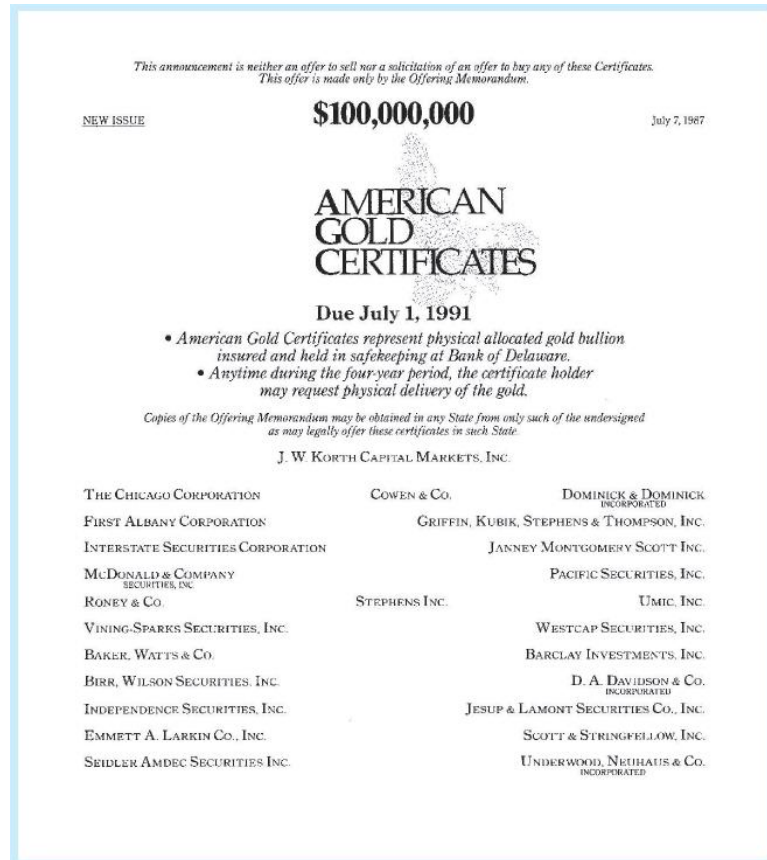 This announcement is neither an offer to sell nor a solicitation of an offer to buy any of these Certificates.
This offer is made only by the Offering Memorandum.
NEW ISSUE
$100,000,000
July 7, 1987
AMERICAN
GOLD
CERTIFICATES
Due July 1, 1991
• American Gold Certificates represent physical allocated gold bullion
insured and held in safekeeping at Bank of Delaware.
• Anytime during the four-year period, the certificate holder
may request physical delivery of the gold.
Copies of the Offering Memorandum may be obtained in any State from only such of the undersigned
as may legally offer these certificates in such State.
J. W. KORTH CAPITAL MARKETS, INC.
THE CHICAGO CORPORATION COWEN & CO. DOMINICK & DOMINICK
INCORPORATED
FIRST ALBANY CORPORATION GRIFFIN, KUBIK, STEPHENS & THOMPSON, INC.
INTERSTATE SECURITIES CORPORATION JANNEY MONTGOMERY SCOTT INC.
MCDONALD & COMPANY PACIFIC SECURITIES, INC.
SECURITIES, INC.
RONEY & CO. STEPHENS INC. UMIC, INC.
VINING-SPARKS SECURITIES, INC. WESTCAP SECURITIES, INC.
BAKER, WATTS & CO. BARCLAY INVESTMENTS, INC.
BIRR, WILSON SECURITIES, INC. D. A. DAVIDSON & CO.
INCORPORATED
INDEPENDENCE SECURITIES, INC. JESUP & LAMONT SECURITIES CO., INC.
EMMETT A. LARKIN CO., INC. SCOTT & STRINGFELLOW, INC.
SEIDLER AMDEC SECURITIES INC. UNDERWOOD, NEUHAUS & CO.
INCORPORATED